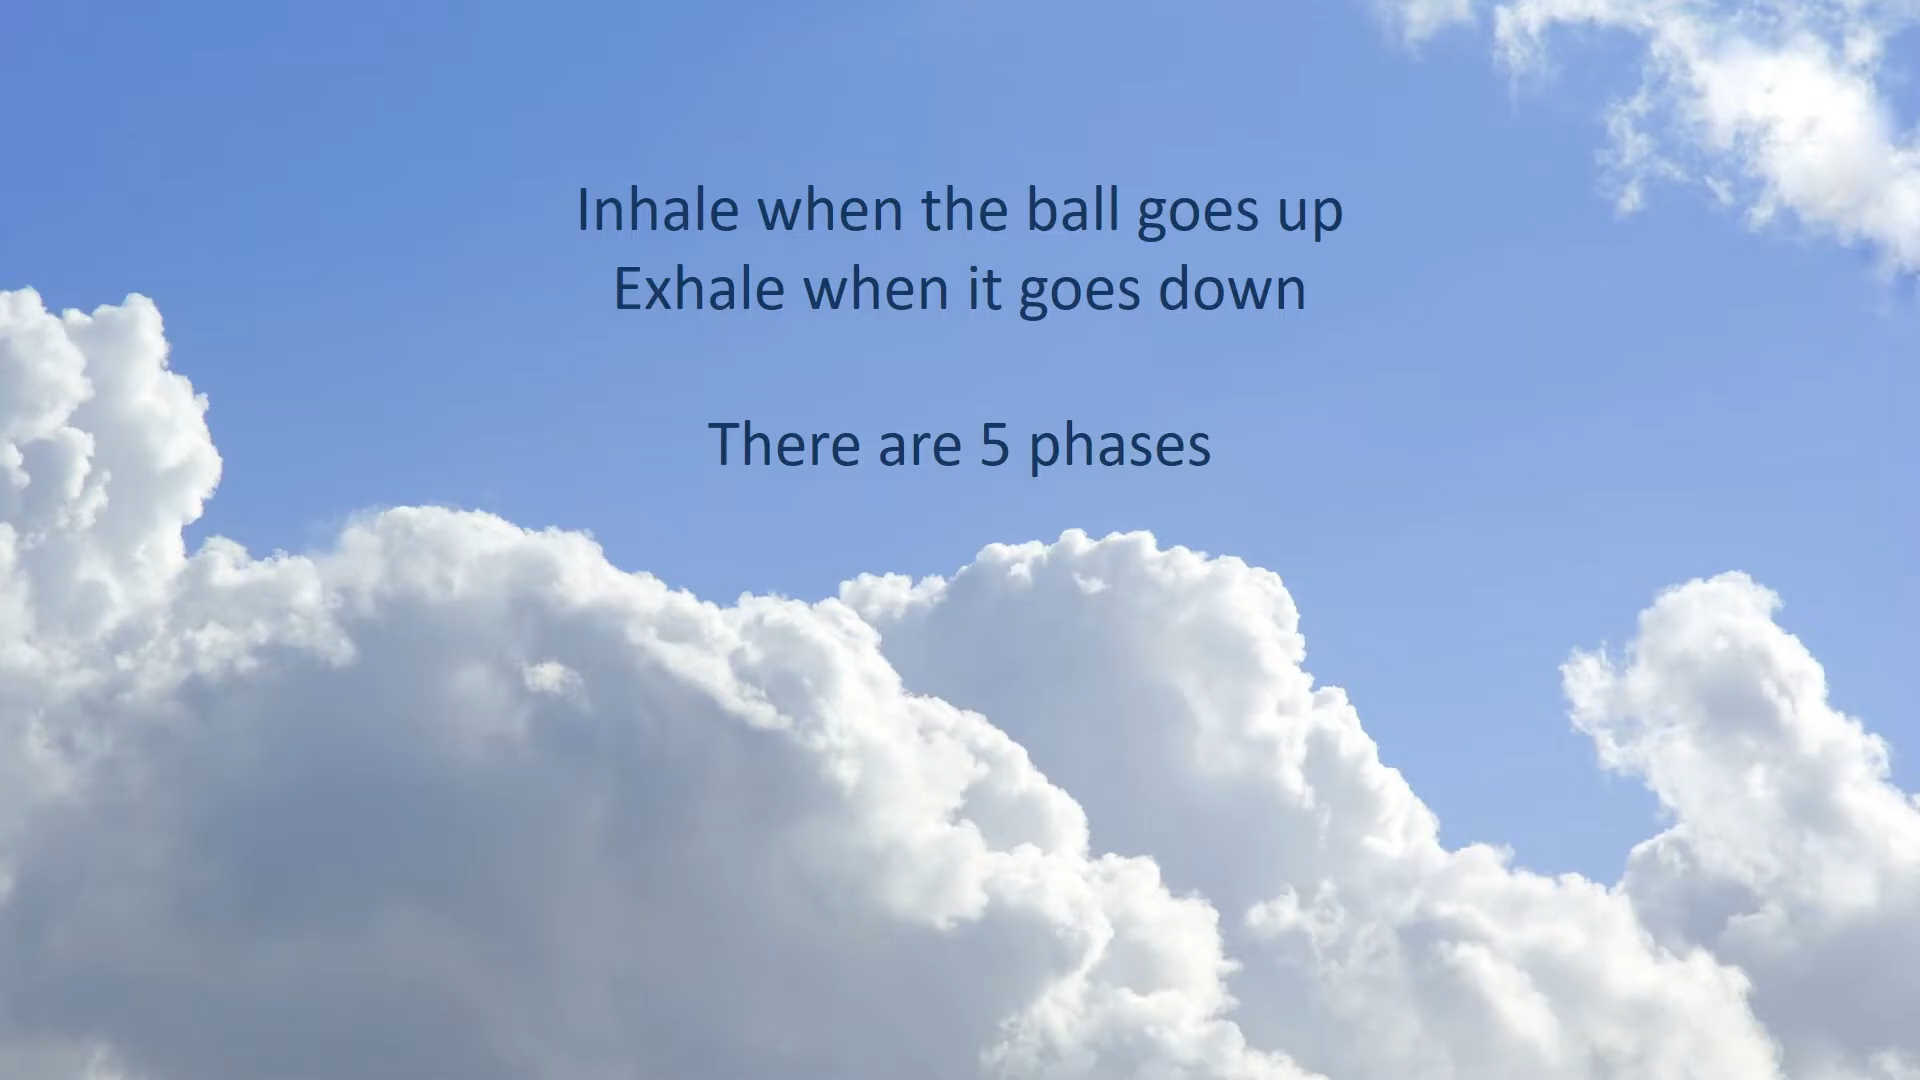 Inhale when the ball goes up
Exhale when it goes down
There are 5 phases